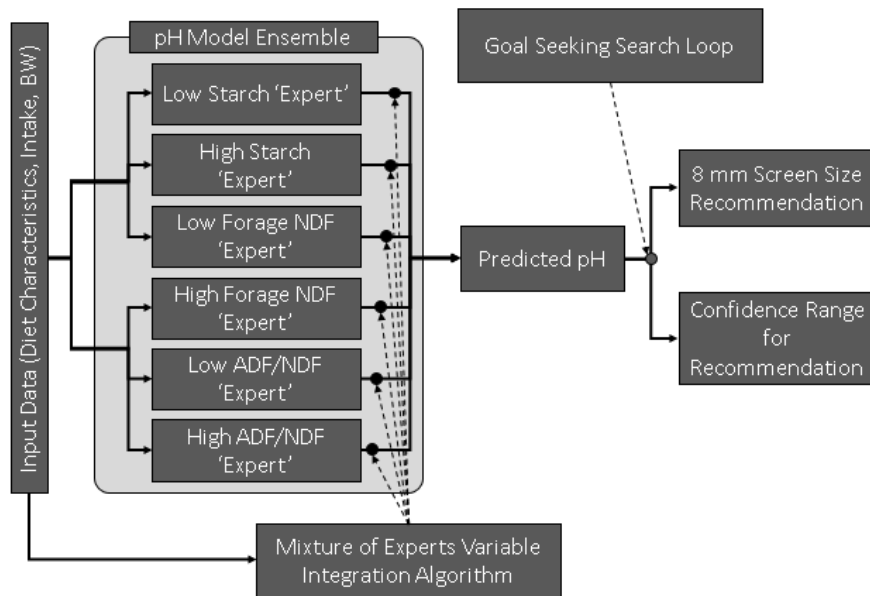 Input Data (Diet Characteristics, Intake, BW)
pH Model Ensemble
Low Starch ‘Expert’
High Starch
‘Expert’
Low Forage NDF
‘Expert’
High Forage NDF
‘Expert’
Low ADF/NDF
‘Expert’
High ADF/NDF
‘Expert’
Mixture of Experts Variable
Integration Algorithm
Predicted pH
Goal Seeking Search Loop
8 mm Screen Size
Recommendation
Confidence Range
for
Recommendation